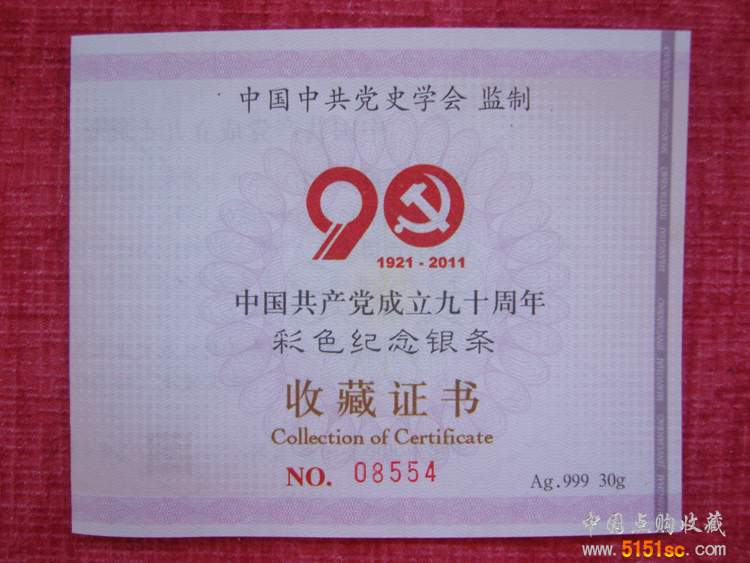 中国中共党史学会 监制
90
1921 - 2011
中国共产党成立九十周年
彩色纪念银条
收藏证书
Collection of Certificate
NO. 08554
Ag.999 30g
中国点购收藏
www.5151sc.com